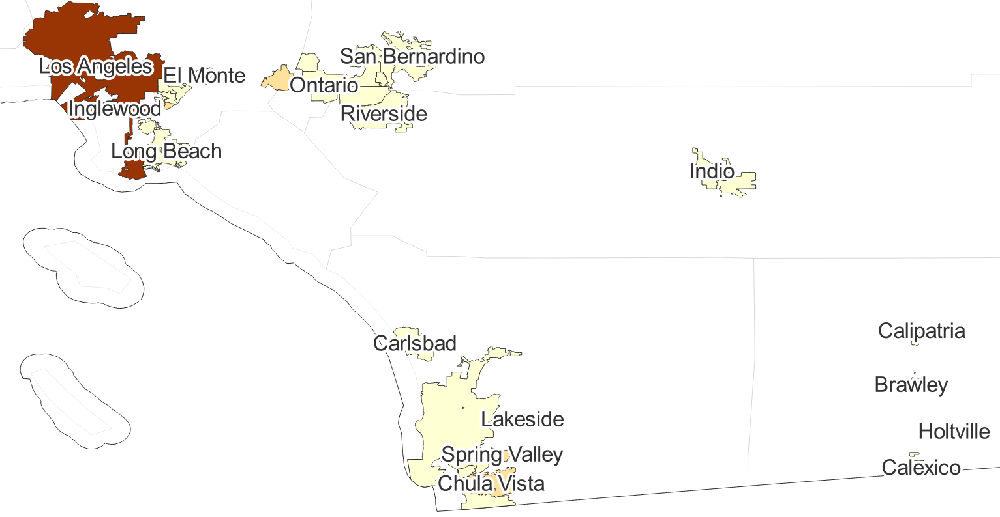 San Bernardino
Los Angeles
El Monte
Ontario
Inglewood
Riverside
Long Beach
Indio
Calipatria
Carlsbad
Brawley
Lakeside
Holtville
Spring Valley
Calexico
Chula Vista